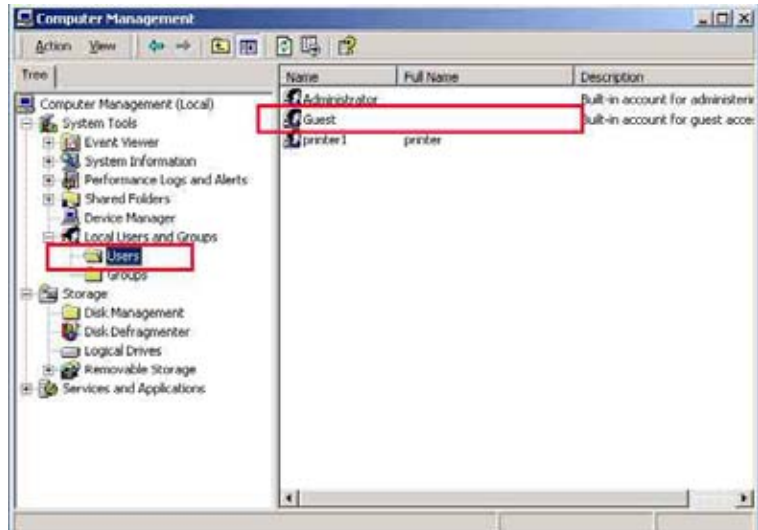 Computer Management
Action View
Tree
Name Full Name Description
Computer Management (Local)
System Tools
Event Viewer
System Information
Performance Logs and Alerts
Shared Folders
Device Manager
Local Users and Groups
Users
Groups
Storage
Disk Management
Disk Defragmenter
Logical Drives
Removable Storage
Services and Applications
Administrator Built-in account for administerin
Guest Built-in account for guest acce
printer1 printer